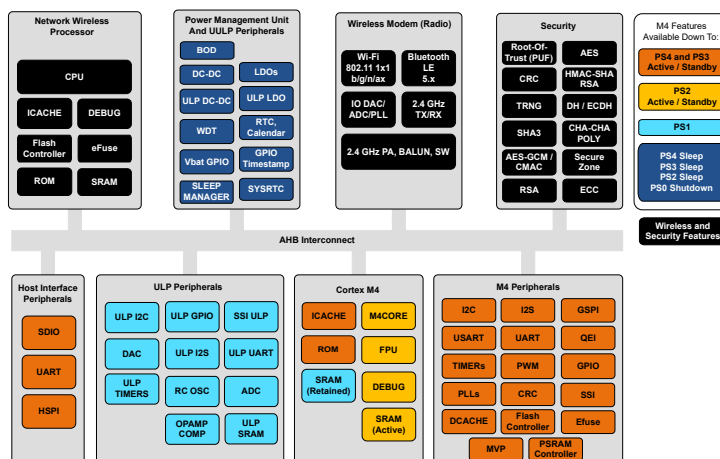 Network Wireless
Processor
CPU
ICACHE
DEBUG
Flash
Controller
eFuse
ROM
SRAM
Power Management Unit
And UULP Peripherals
BOD
DC-DC
LDOs
ULP DC-DC
ULP LDO
WDT
RTC,
Calendar
Vbat GPIO
GPIO
Timestamp
SLEEP
MANAGER
SYSRTC
Wireless Modem (Radio)
Wi-Fi
802.11 1x1
b/g/n/ax
Bluetooth
LE
5.x
IO DAC/
ADC/PLL
2.4 GHz
TX/RX
2.4 GHz PA, BALUN, SW
Security
Root-Of-
Trust (PUF)
AES
CRC
HMAC-SHA
RSA
TRNG
DH / ECDH
SHA3
CHA-CHA
POLY
AES-GCM /
CMAC
Secure
Zone
RSA
ECC
M4 Features
Available Down To:
PS4 and PS3
Active / Standby
PS2
Active / Standby
PS1
PS4 Sleep
PS3 Sleep
PS2 Sleep
PS0 Shutdown
Wireless and
Security Features
AHB Interconnect
Host Interface
Peripherals
SDIO
UART
HSPI
ULP Peripherals
ULP I2C
ULP GPIO
SSI ULP
DAC
ULP I2S
ULP UART
ULP
TIMERS
RC OSC
ADC
OPAMP
COMP
ULP
SRAM
Cortex M4
ICACHE
M4CORE
ROM
FPU
SRAM
(Retained)
DEBUG
SRAM
(Active)
M4 Peripherals
I2C
I2S
GSPI
USART
UART
QEI
TIMERs
PWM
GPIO
PLLs
CRC
SSI
DCACHE
Flash
Controller
Efuse
MVP
PSRAM
Controller